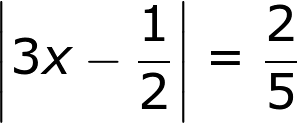 |3x − 1/2| = 2/5